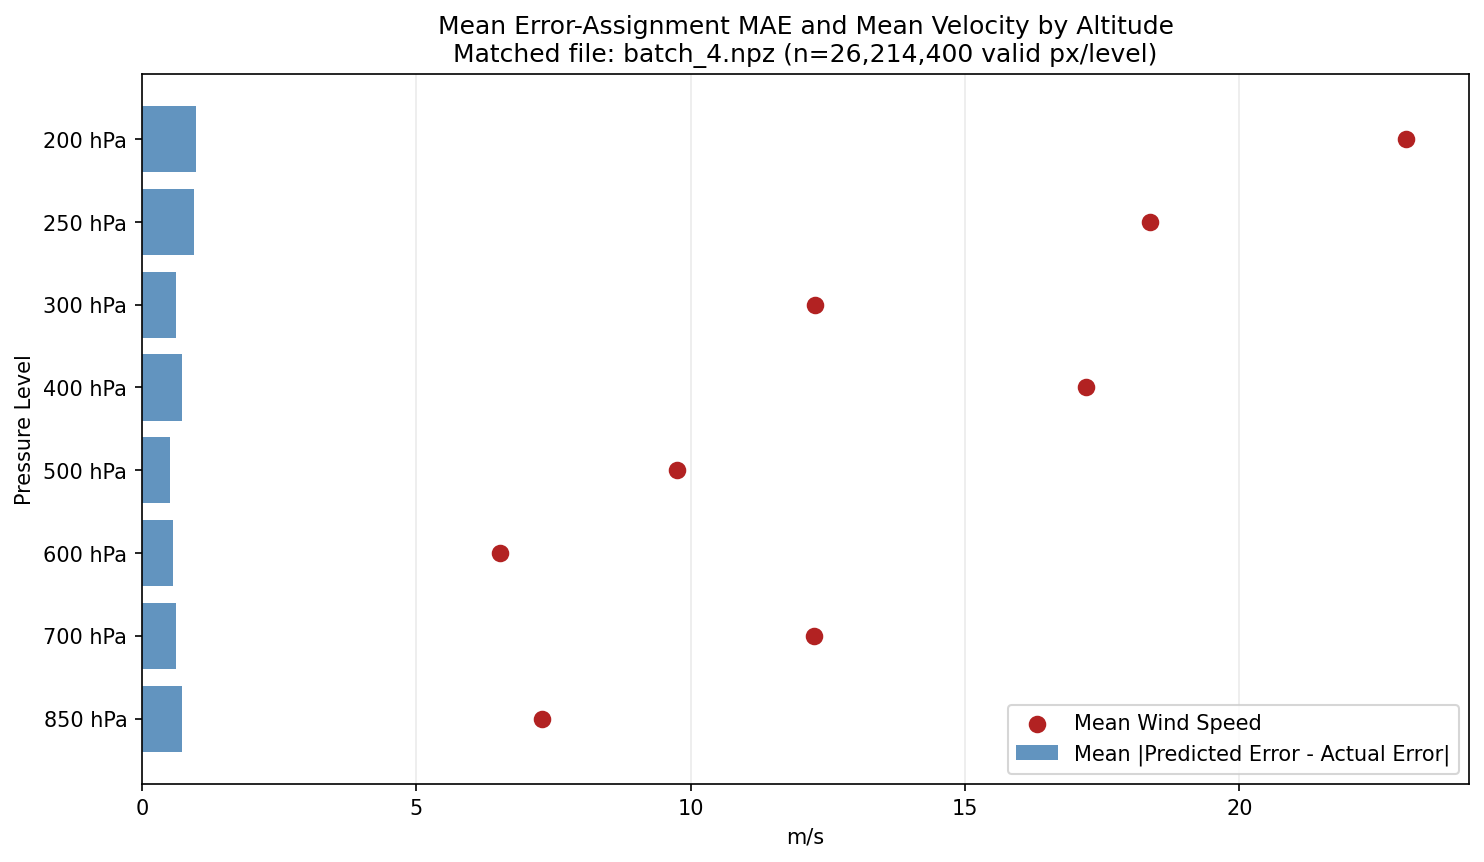 Mean Error-Assignment MAE and Mean Velocity by Altitude
Matched file: batch_4.npz (n=26,214,400 valid px/level)
Pressure Level
200 hPa
250 hPa
300 hPa
400 hPa
500 hPa
600 hPa
700 hPa
850 hPa
Mean Wind Speed
Mean |Predicted Error - Actual Error|
0 5 10 15 20
m/s